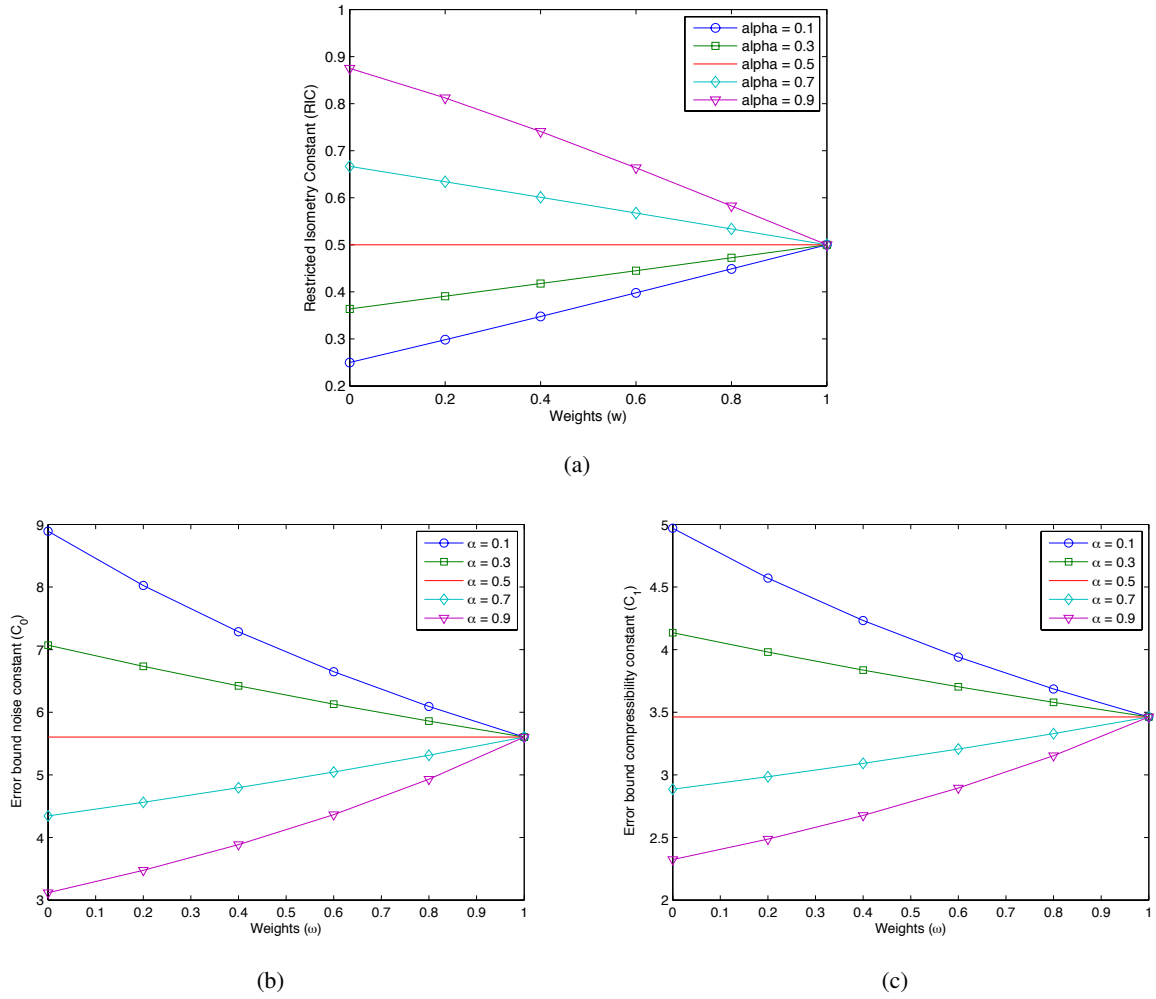 1
0.9
0.8
0.7
0.6
0.5
0.4
0.3
0.2
Restricted Isometry Constant (RIC)
alpha = 0.1
alpha = 0.3
alpha = 0.5
alpha = 0.7
alpha = 0.9
0 0.2 0.4 0.6 0.8 1
Weights (w)
(a)
9
8
7
6
5
4
3
Error bound noise constant (C₀)
α = 0.1
α = 0.3
α = 0.5
α = 0.7
α = 0.9
0 0.1 0.2 0.3 0.4 0.5 0.6 0.7 0.8 0.9 1
Weights (ω)
(b)
5
4.5
4
3.5
3
2.5
2
Error bound compressibility constant (C₁)
α = 0.1
α = 0.3
α = 0.5
α = 0.7
α = 0.9
0 0.1 0.2 0.3 0.4 0.5 0.6 0.7 0.8 0.9 1
Weights (ω)
(c)